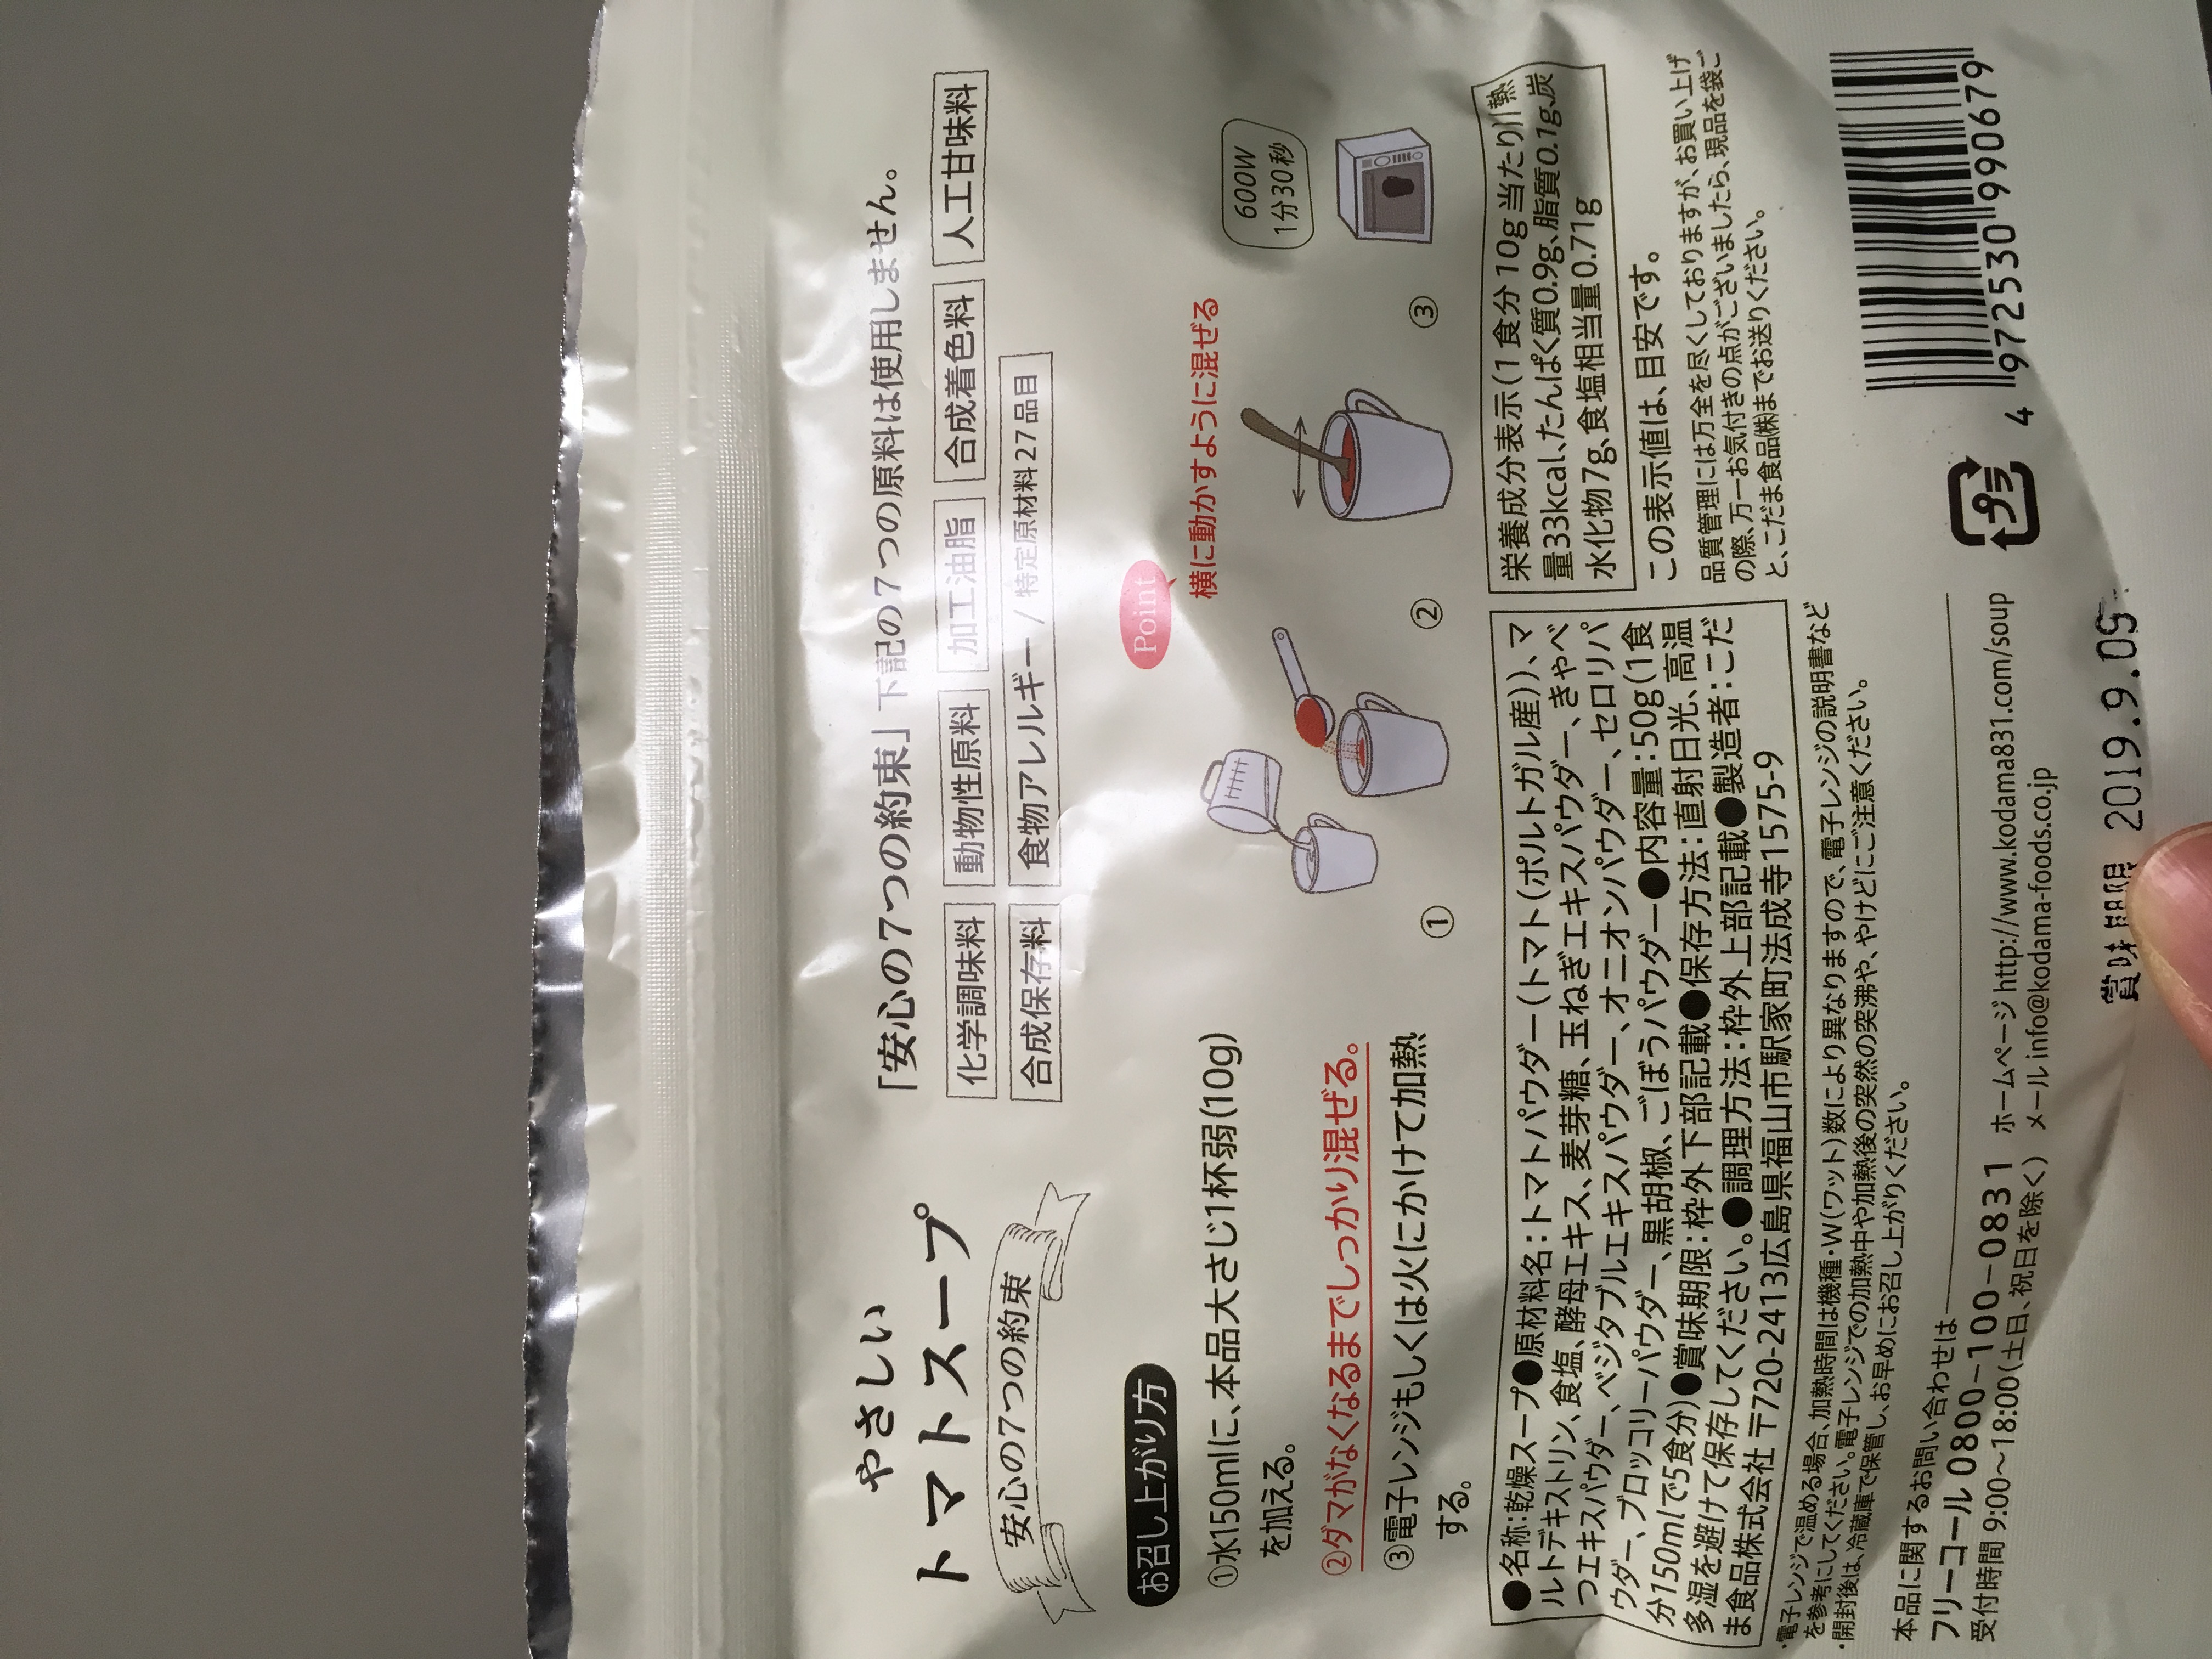 やさしい
トマトスープ
安心の7つの約束
「安心の7つの約束」下記の7つの原料は使用しません。
化学調味料 動物性原料 加工油脂 合成着色料 人工甘味料
合成保存料 食物アレルギー / 特定原材料27品目
お召し上がり方
①水150mlに、本品大さじ1杯弱(10g)
を加える。
②ダマがなくなるまでしっかり混ぜる。
③電子レンジもしくは火にかけて加熱
する。
Point
横に動かすように混ぜる
600W
1分30秒
① ② ③
●名称:乾燥スープ●原材料名:トマトパウダー(トマト(ポルトガル産))、マ
ルトデキストリン、食塩、酵母エキス、麦芽糖、玉ねぎエキスパウダー、きゃべ
つエキスパウダー、ベジタブルエキスパウダー、オニオンパウダー、セロリパ
ウダー、ブロッコリーパウダー、黒胡椒、ごぼうパウダー●内容量:50g(1食
分150mlで5食分)●賞味期限:枠外下部記載●保存方法:直射日光、高温
多湿を避けて保存してください。●調理方法:枠外上部記載●製造者:こだ
ま食品株式会社 〒720-2413広島県福山市駅家町法成寺1575-9
栄養成分表示(1食分10g当たり)|熱
量33kcal、たんぱく質0.9g、脂質0.1g、炭
水化物7g、食塩相当量0.71g
この表示値は、目安です。
品質管理には万全を尽くしておりますが、お買い上げ
の際、万一お気付きの点がございましたら、現品を袋ご
と、こだま食品㈱までお送りください。
・電子レンジで温める場合、加熱時間は機種・W(ワット)数により異なりますので、電子レンジの説明書など
を参考にしてください。電子レンジでの加熱中や加熱後の突然の突沸や、やけどにご注意ください。
・開封後は、冷蔵庫で保管し、お早めにお召し上がりください。
本品に関するお問い合わせは
フリーコール 0800-100-0831
受付時間 9:00〜18:00(土日、祝日を除く)
ホームページ http://www.kodama831.com/soup
メール info@kodama-foods.co.jp
プラ
4 972530 990679
賞味期限 2019.9.09